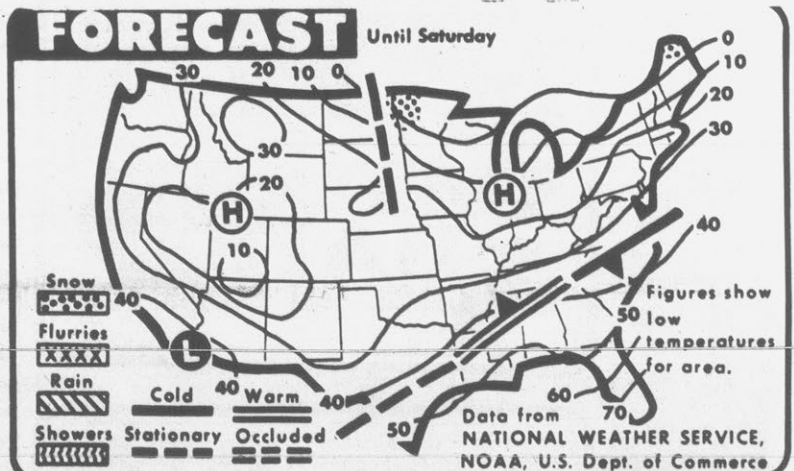 FORECAST Until Saturday
30 20 10 0 0
10
20
30
30
20
H H
10 40
Snow
40 50 Figures show
Flurries low
L temperatures
Rain for area.
40 Cold Warm 40 60 70
50 Data from
Showers Stationary Occluded NATIONAL WEATHER SERVICE,
NOAA, U.S. Dept. of Commerce